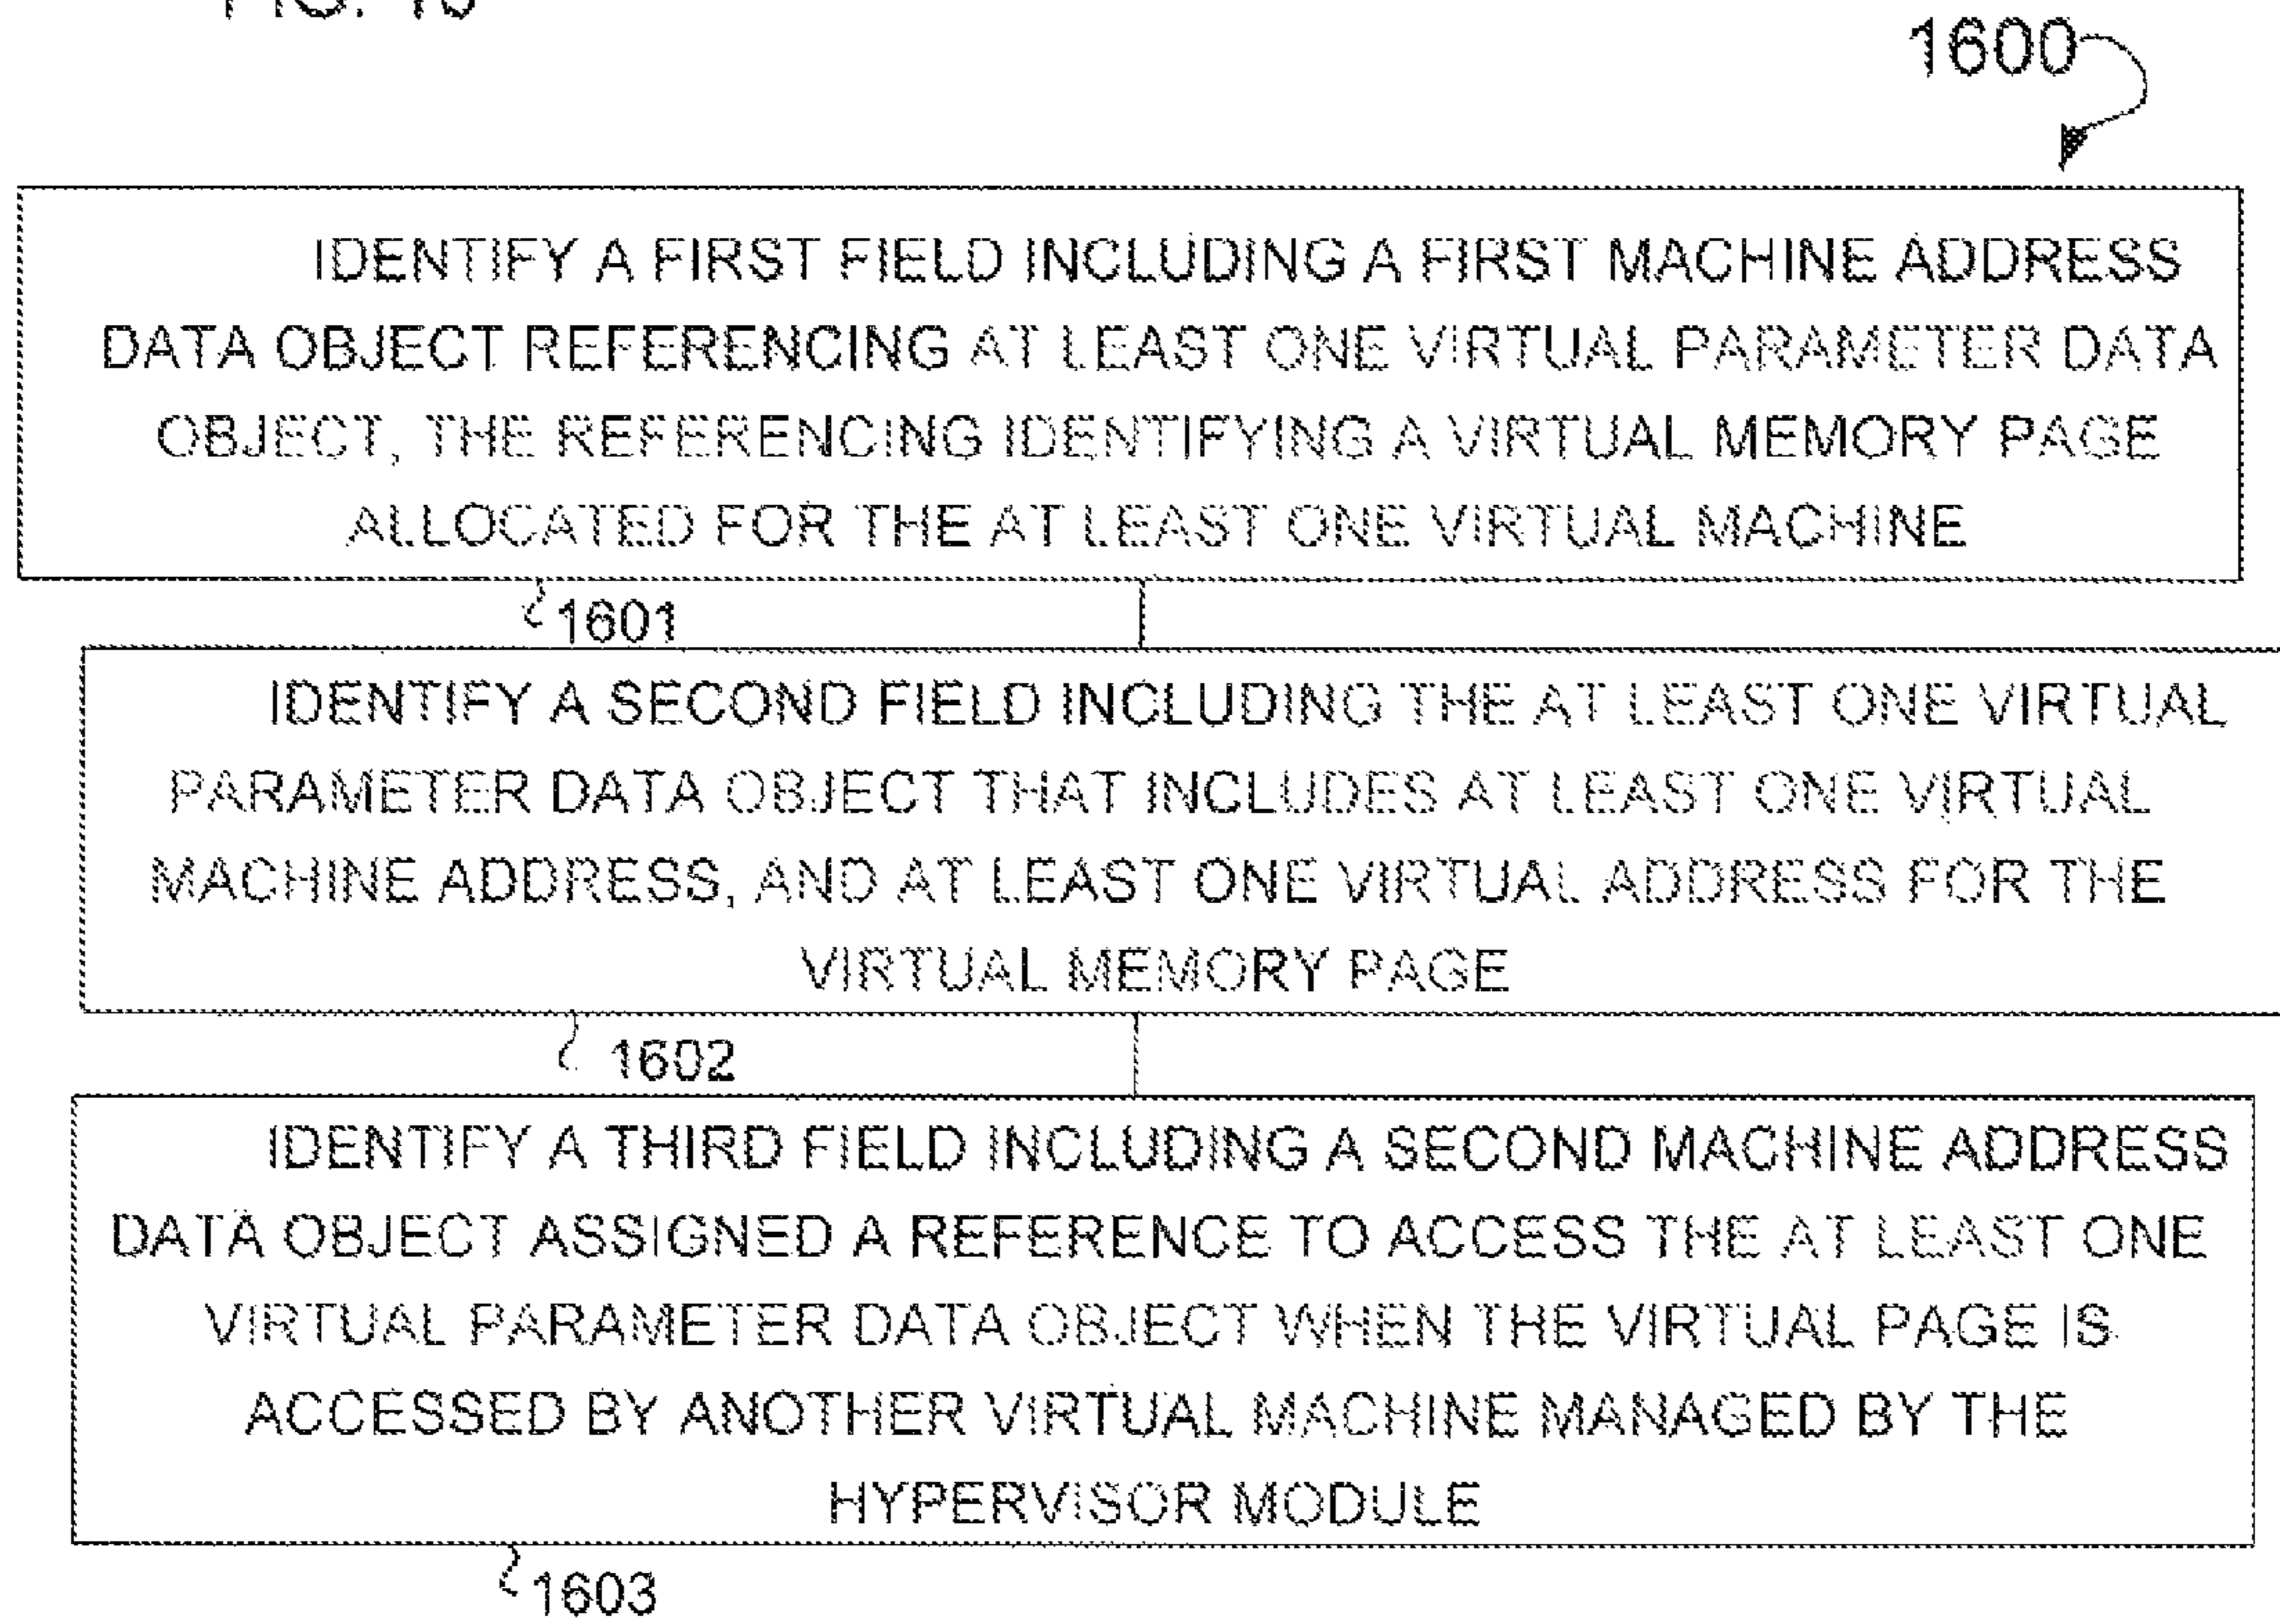 1600
IDENTIFY A FIRST FIELD INCLUDING A FIRST MACHINE ADDRESS
DATA OBJECT REFERENCING AT LEAST ONE VIRTUAL PARAMETER DATA
OBJECT, THE REFERENCING IDENTIFYING A VIRTUAL MEMORY PAGE
ALLOCATED FOR THE AT LEAST ONE VIRTUAL MACHINE
1601
IDENTIFY A SECOND FIELD INCLUDING THE AT LEAST ONE VIRTUAL
PARAMETER DATA OBJECT THAT INCLUDES AT LEAST ONE VIRTUAL
MACHINE ADDRESS, AND AT LEAST ONE VIRTUAL ADDRESS FOR THE
VIRTUAL MEMORY PAGE
1602
IDENTIFY A THIRD FIELD INCLUDING A SECOND MACHINE ADDRESS
DATA OBJECT ASSIGNED A REFERENCE TO ACCESS THE AT LEAST ONE
VIRTUAL PARAMETER DATA OBJECT WHEN THE VIRTUAL PAGE IS
ACCESSED BY ANOTHER VIRTUAL MACHINE MANAGED BY THE
HYPERVISOR MODULE
1603